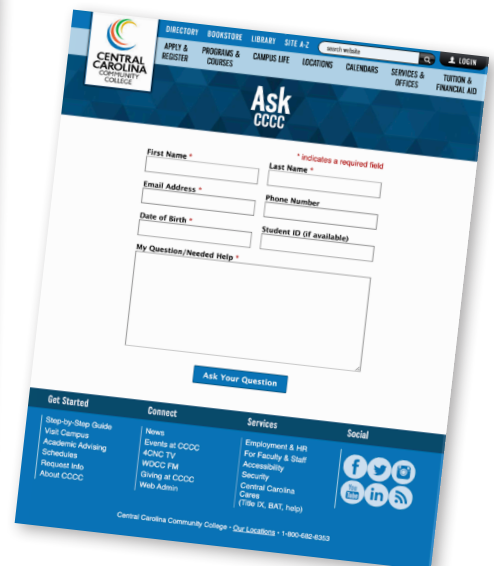 DIRECTORY BOOKSTORE LIBRARY SITE A-Z search website LOGIN
CENTRAL
CAROLINA
COMMUNITY
COLLEGE
APPLY &
REGISTER
PROGRAMS &
COURSES
CAMPUS LIFE
LOCATIONS
CALENDARS
SERVICES &
OFFICES
TUITION &
FINANCIAL AID
Ask
CCCC
* indicates a required field
First Name *
Last Name *
Email Address *
Phone Number
Date of Birth *
Student ID (if available)
My Question/Needed Help *
Ask Your Question
Get Started
Step-by-Step Guide
Visit Campus
Academic Advising
Schedules
Request Info
About CCCC
Connect
News
Events at CCCC
4CNC TV
WDCC FM
Giving at CCCC
Web Admin
Services
Employment & HR
For Faculty & Staff
Accessibility
Security
Central Carolina
Cares
(Title IX, BAT, help)
Social
You
Tube
Central Carolina Community College • Our Locations • 1-800-682-8353